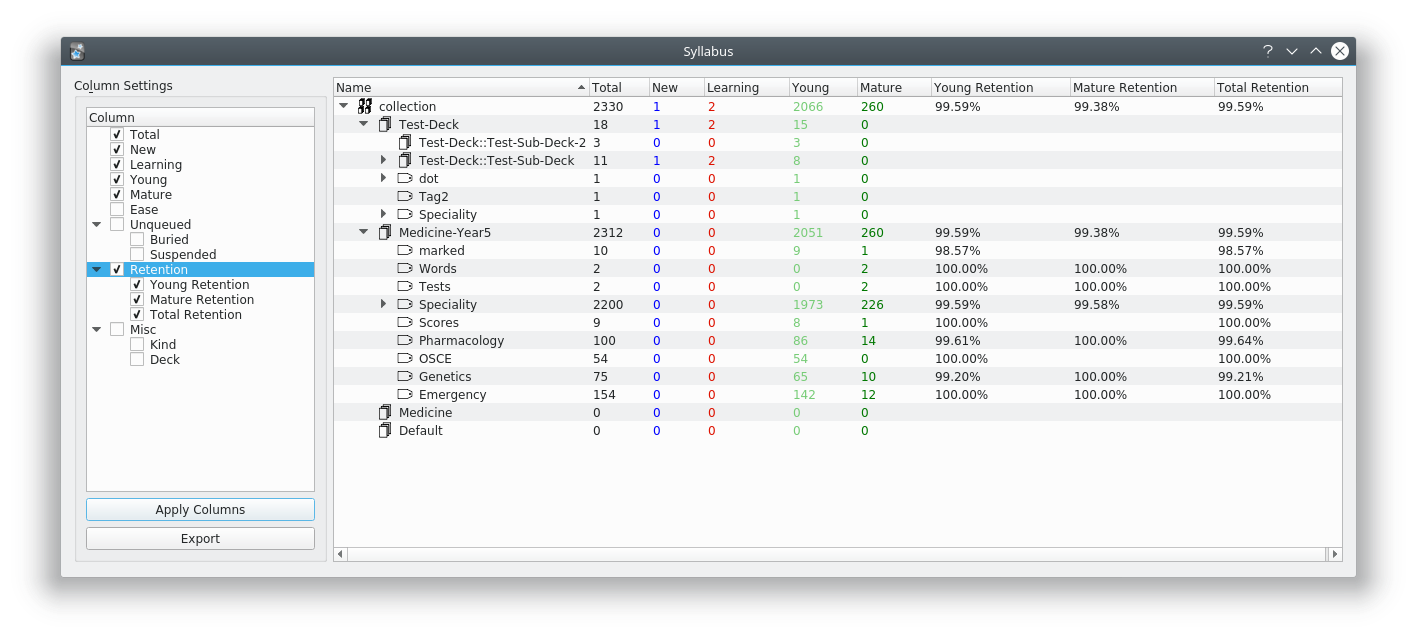 Syllabus
Column Settings
Column
Total
New
Learning
Young
Mature
Ease
Unqueued
Buried
Suspended
Retention
Young Retention
Mature Retention
Total Retention
Misc
Kind
Deck
Apply Columns
Export
Name Total New Learning Young Mature Young Retention Mature Retention Total Retention
collection 2330 1 2 2066 260 99.59% 99.38% 99.59%
Test-Deck 18 1 2 15 0
Test-Deck::Test-Sub-Deck-2 3 0 0 3 0
Test-Deck::Test-Sub-Deck 11 1 2 8 0
dot 1 0 0 1 0
Tag2 1 0 0 1 0
Speciality 1 0 0 1 0
Medicine-Year5 2312 0 0 2051 260 99.59% 99.38% 99.59%
marked 10 0 0 9 1 98.57% 98.57%
Words 2 0 0 0 2 100.00% 100.00% 100.00%
Tests 2 0 0 0 2 100.00% 100.00% 100.00%
Speciality 2200 0 0 1973 226 99.59% 99.58% 99.59%
Scores 9 0 0 8 1 100.00% 100.00%
Pharmacology 100 0 0 86 14 99.61% 100.00% 99.64%
OSCE 54 0 0 54 0 100.00% 100.00%
Genetics 75 0 0 65 10 99.20% 100.00% 99.21%
Emergency 154 0 0 142 12 100.00% 100.00% 100.00%
Medicine 0 0 0 0 0
Default 0 0 0 0 0